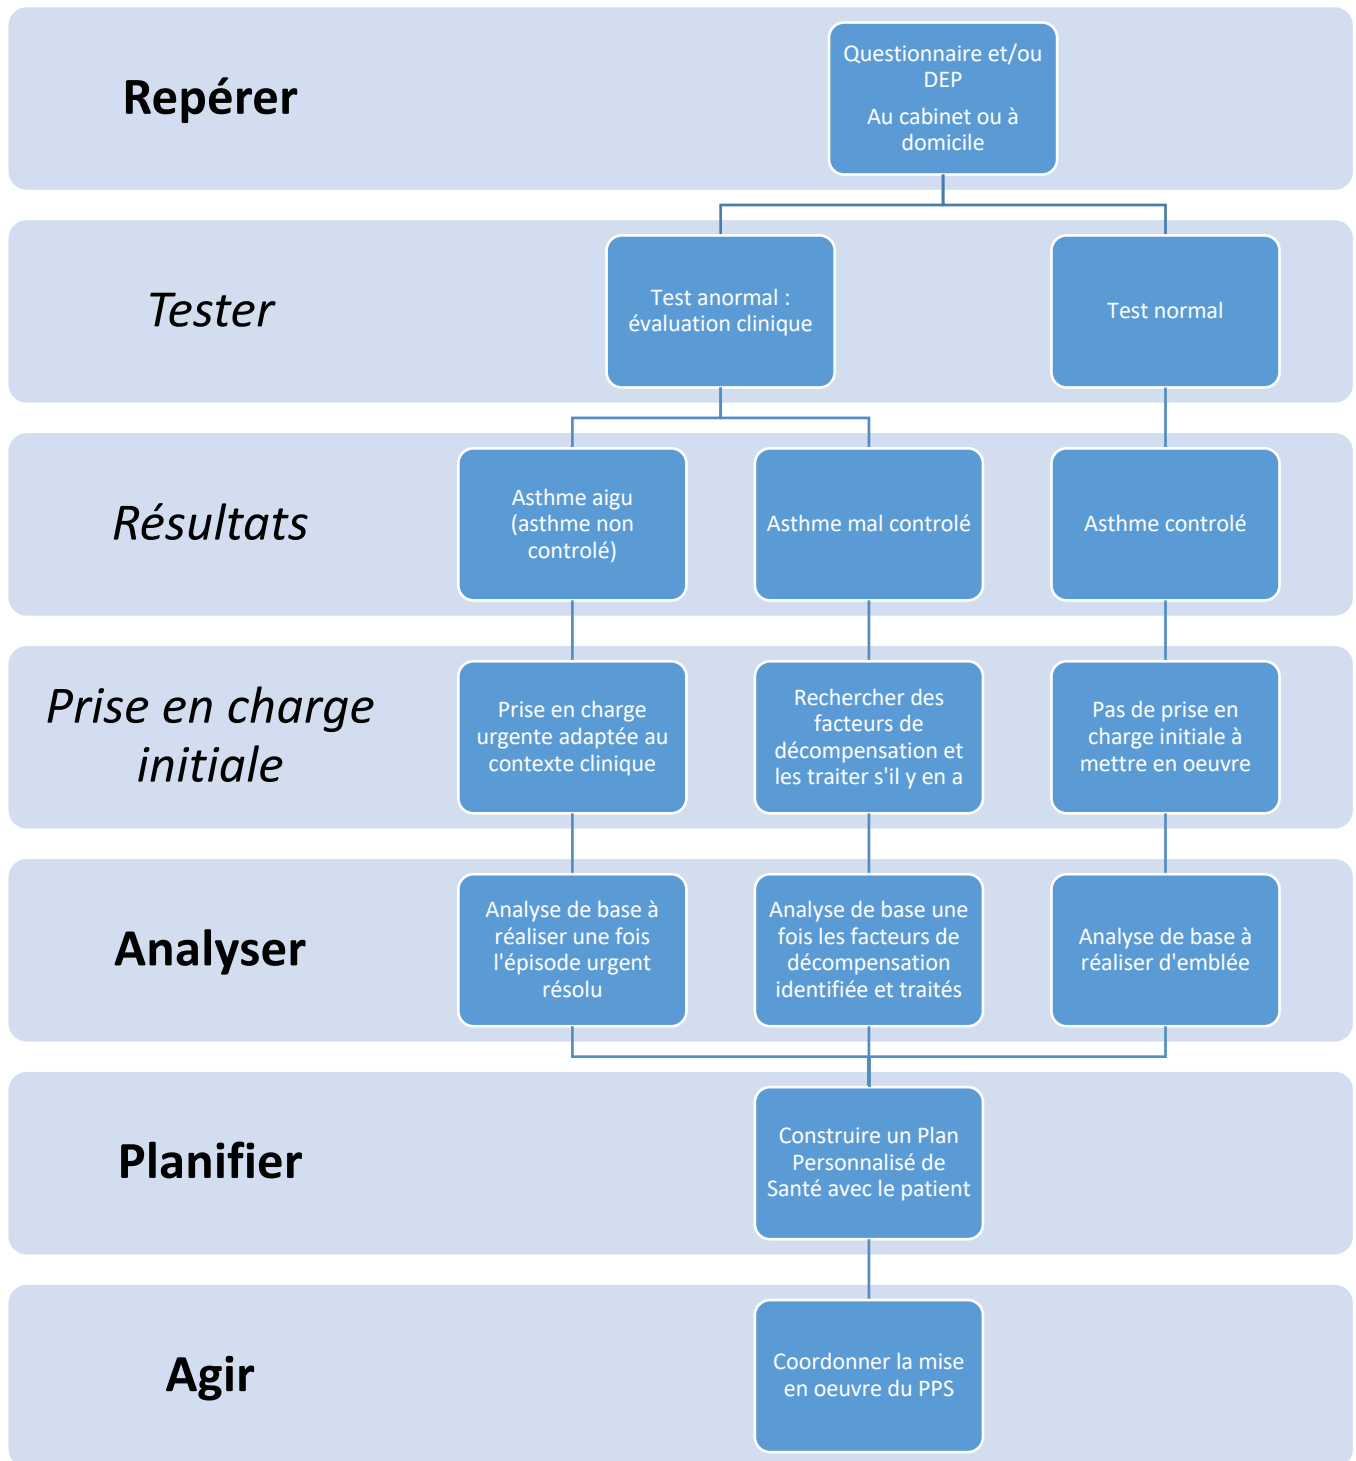 Repérer
Questionnaire et/ou
DEP
Au cabinet ou à
domicile
Tester
Test anormal :
évaluation clinique
Test normal
Résultats
Asthme aigu
(asthme non
controlé)
Asthme mal controlé
Asthme controlé
Prise en charge
initiale
Prise en charge
urgente adaptée au
contexte clinique
Rechercher des
facteurs de
décompensation et
les traiter s'il y en a
Pas de prise en
charge initiale à
mettre en oeuvre
Analyser
Analyse de base à
réaliser une fois
l'épisode urgent
résolu
Analyse de base une
fois les facteurs de
décompensation
identifiée et traités
Analyse de base à
réaliser d'emblée
Planifier
Construire un Plan
Personnalisé de
Santé avec le patient
Agir
Coordonner la mise
en oeuvre du PPS